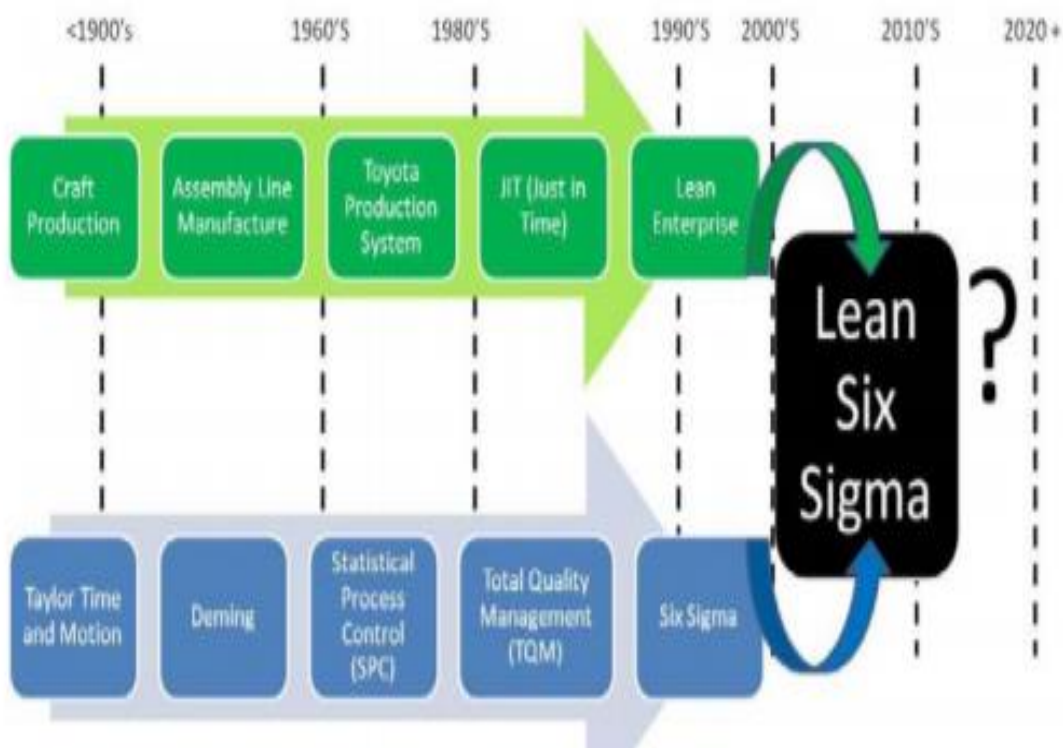 <1900's 1960'S 1980'S 1990'S 2000'S 2010'S 2020+
Craft
Production
Assembly Line
Manufacture
Toyota
Production
System
JIT (Just in
Time)
Lean
Enterprise
Lean
Six
Sigma
?
Taylor Time
and Motion
Deming
Statistical
Process
Control
(SPC)
Total Quality
Management
(TQM)
Six Sigma